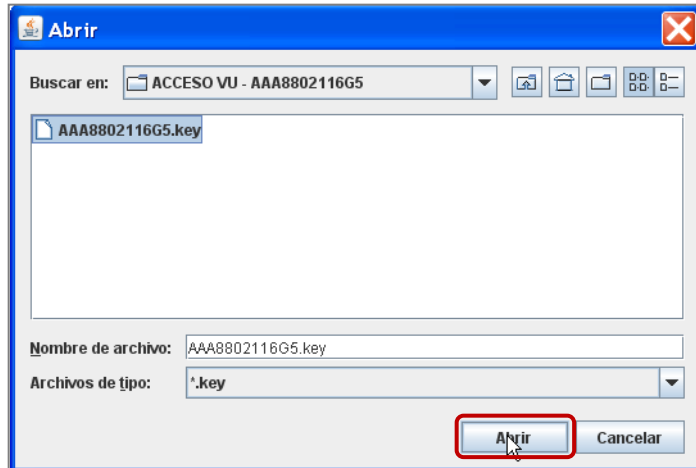 Abrir
Buscar en: ACCESO VU - AAA8802116G5
AAA8802116G5.key
Nombre de archivo: AAA8802116G5.key
Archivos de tipo: *.key
Abrir Cancelar